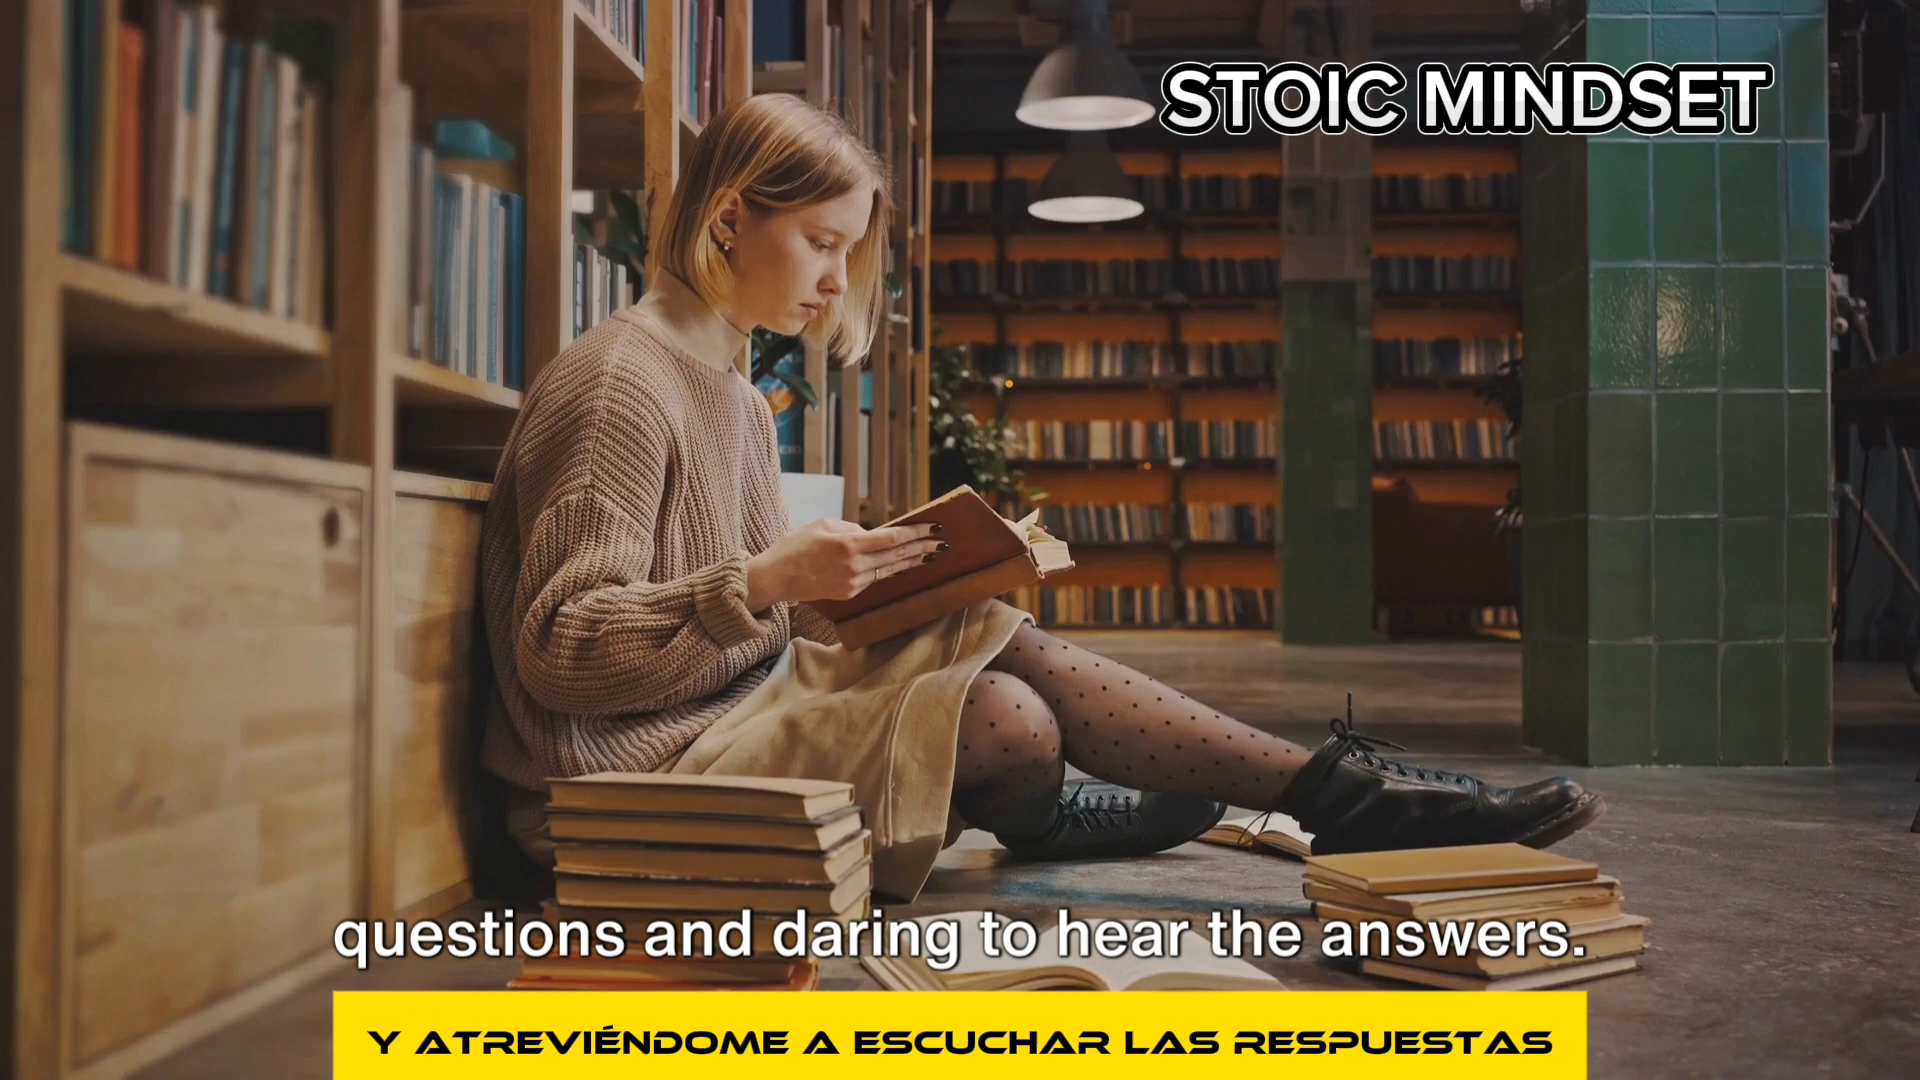 STOIC MINDSET
questions and daring to hear the answers.
Y ATREVIÉNDOME A ESCUCHAR LAS RESPUESTAS